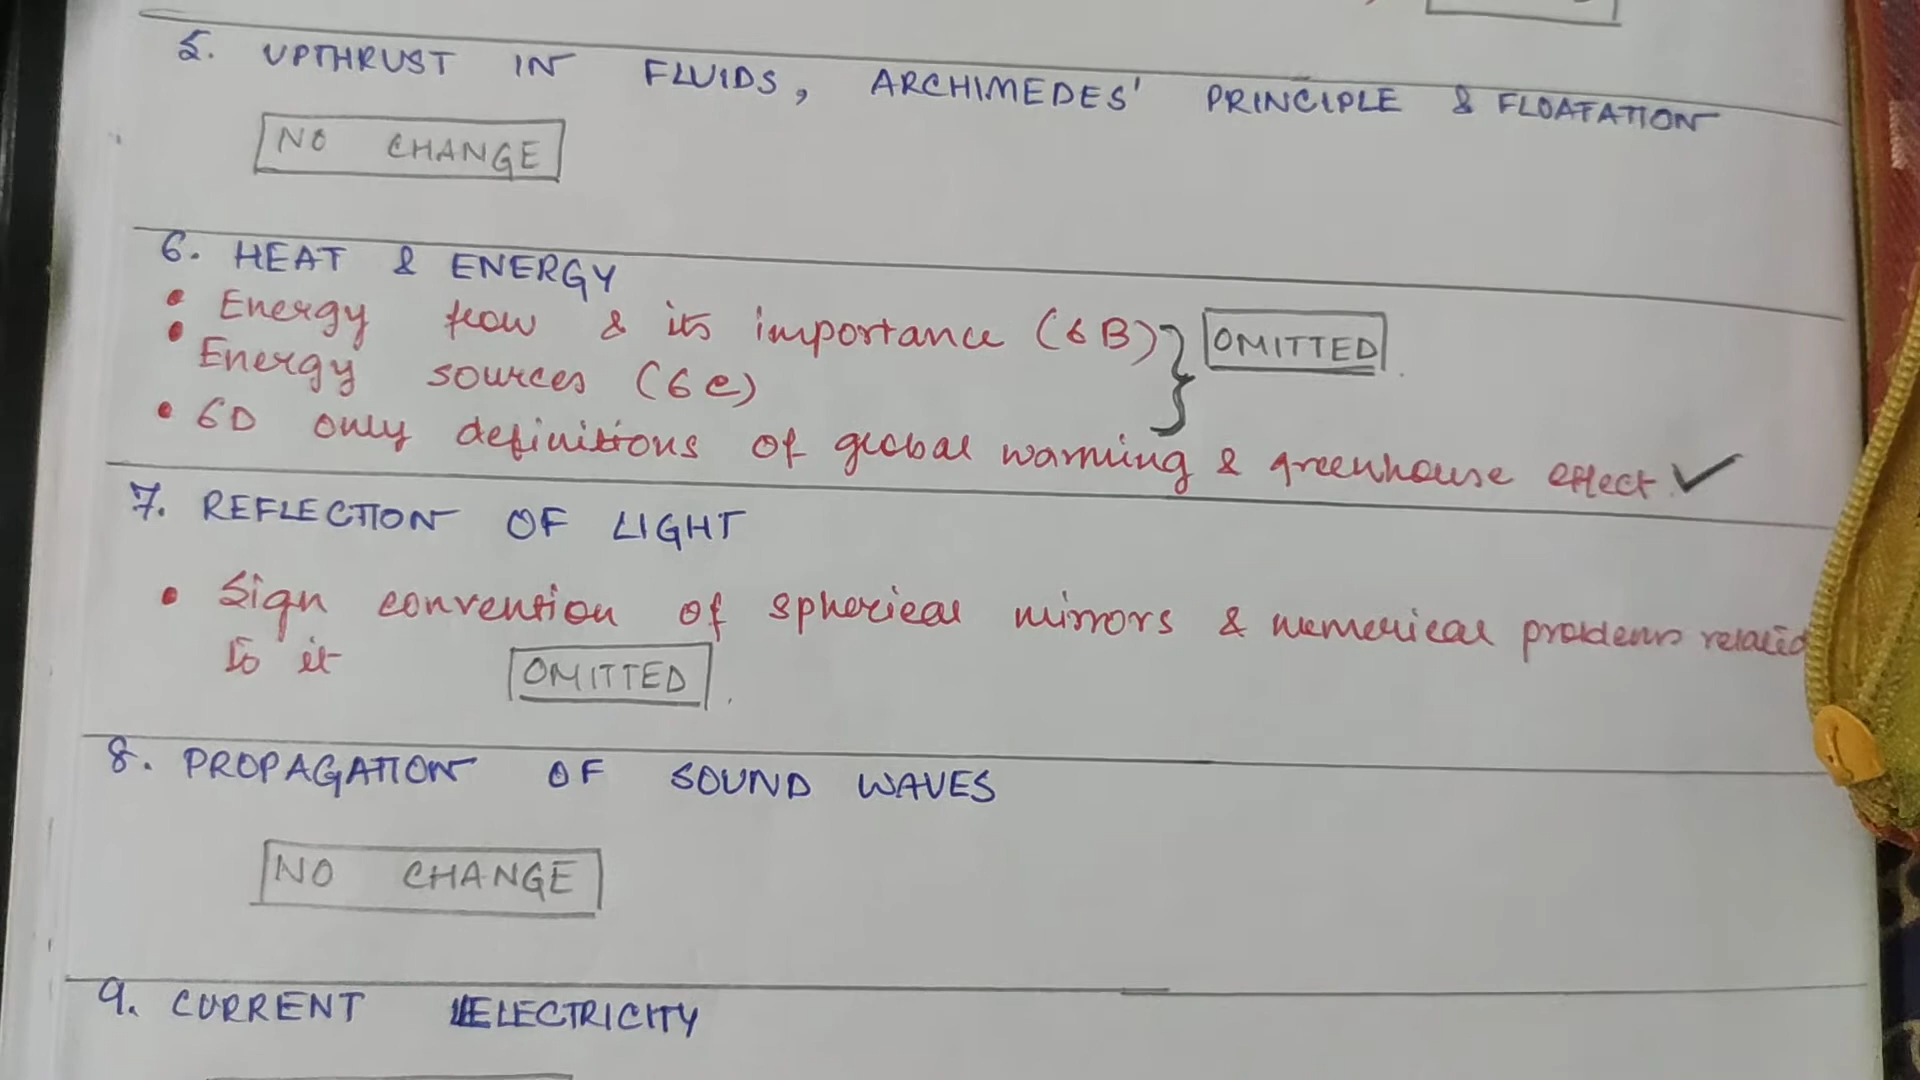 5. UPTHRUST IN FLUIDS, ARCHIMEDES' PRINCIPLE & FLOATATION
NO CHANGE
6. HEAT & ENERGY
• Energy flow & its importance (6B) } OMITTED
• Energy sources (6C)
• 6D only definitions of global warming & greenhouse effect. ✓
7. REFLECTION OF LIGHT
• Sign convention of spherical mirrors & numerical problems related
to it OMITTED.
8. PROPAGATION OF SOUND WAVES
NO CHANGE
9. CURRENT ELECTRICITY